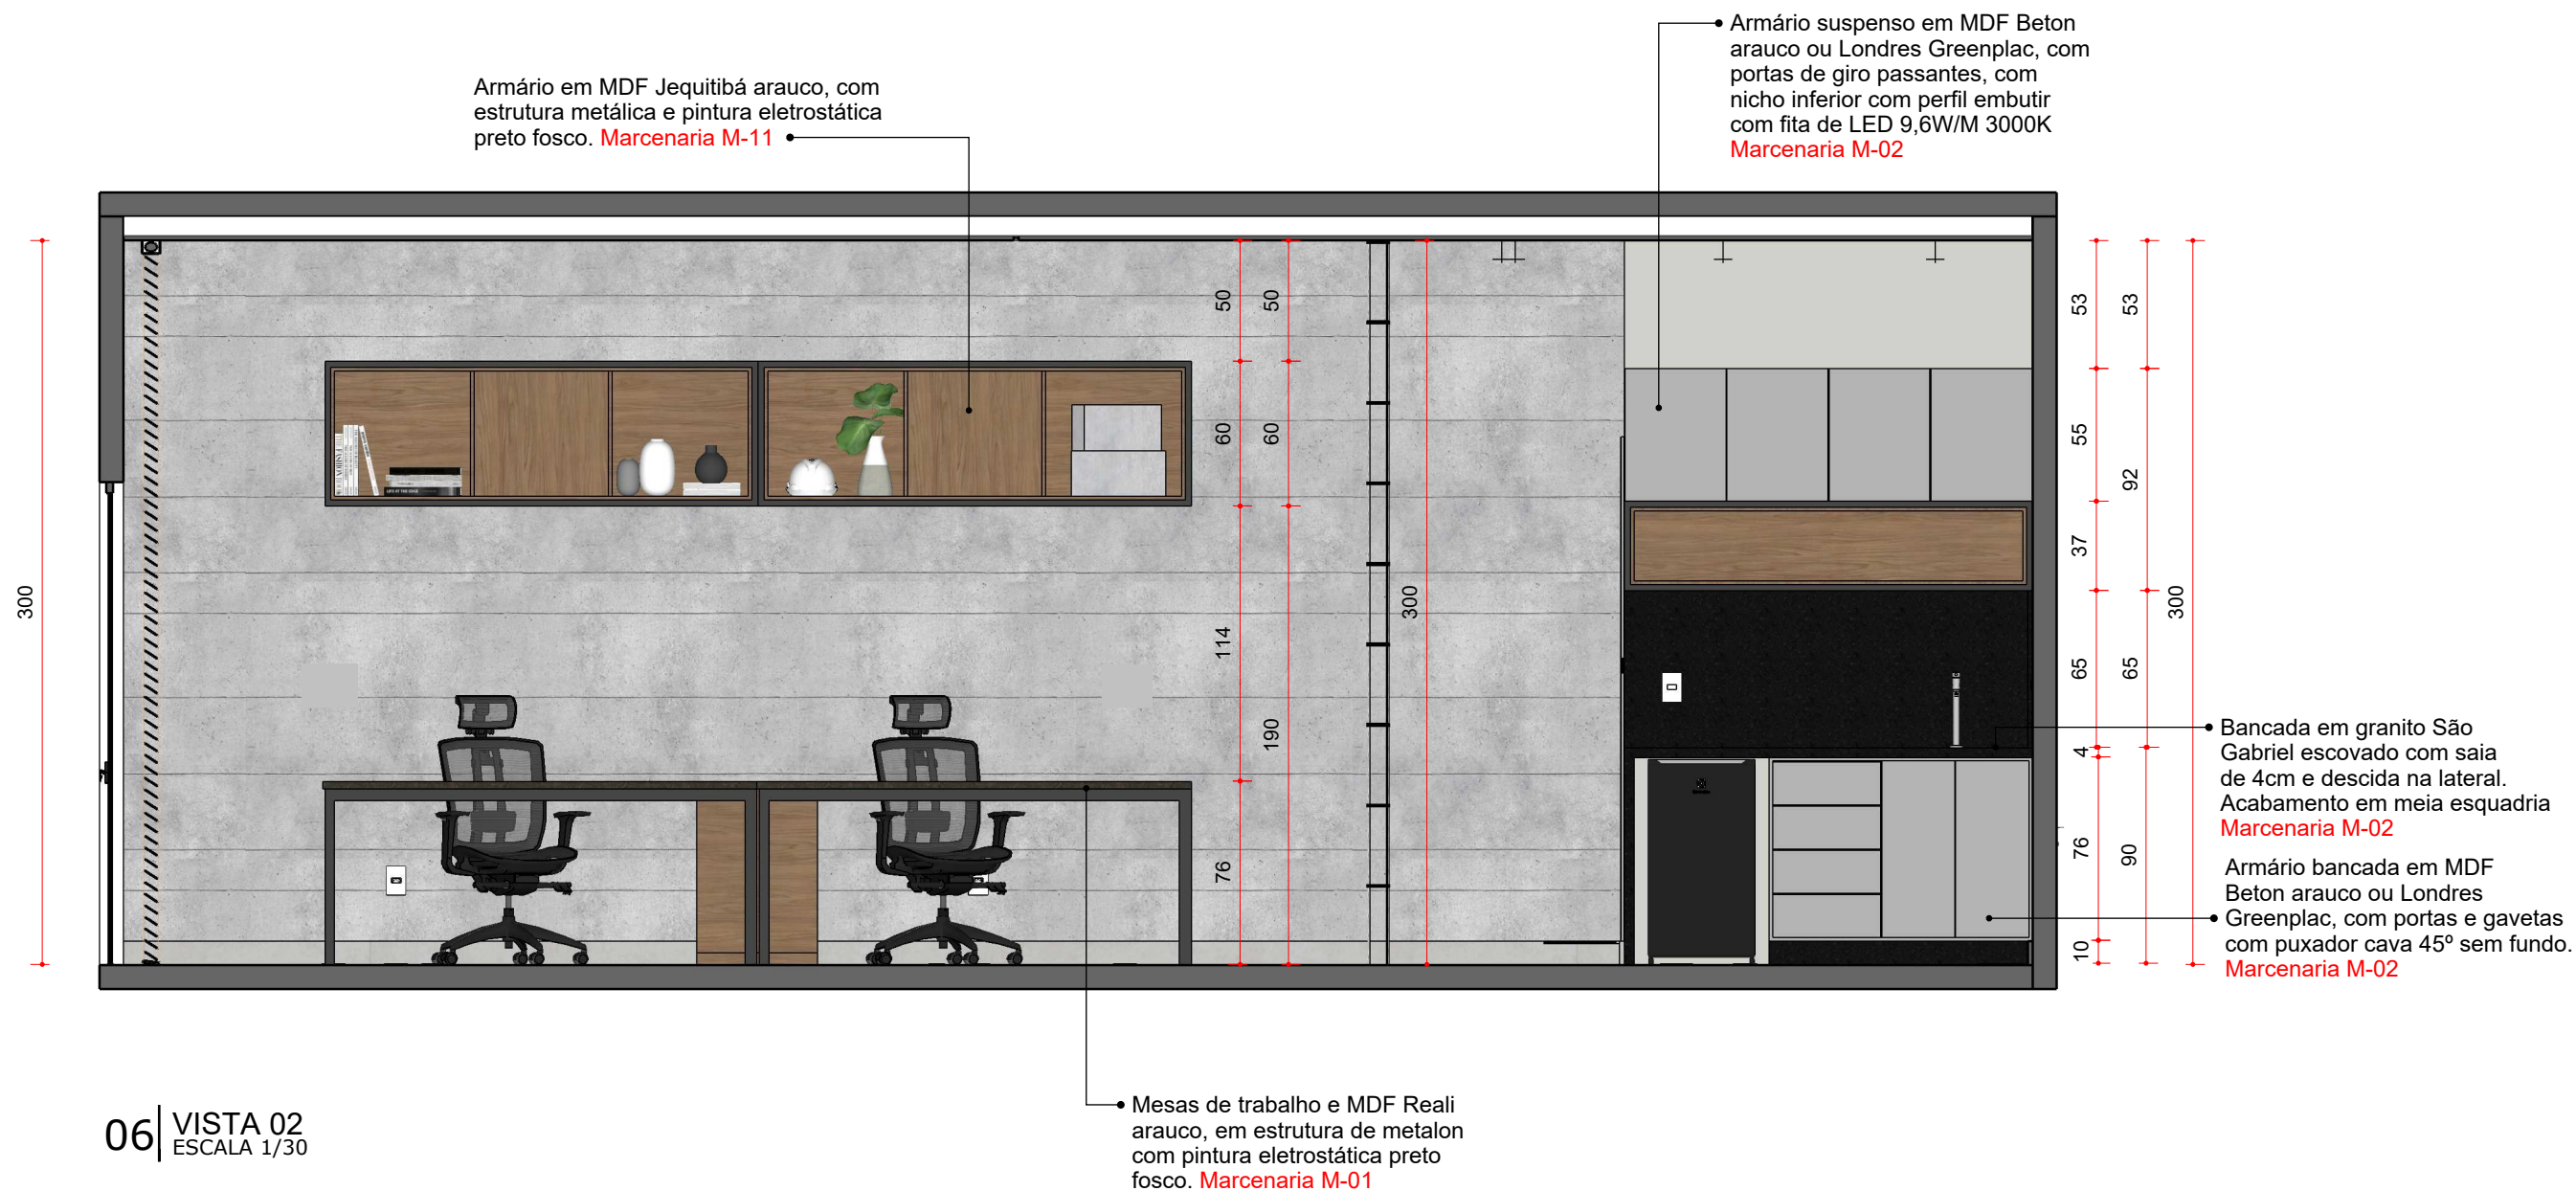 Armário suspenso em MDF Beton
arauco ou Londres Greenplac, com
portas de giro passantes, com
nicho inferior com perfil embutir
com fita de LED 9,6W/M 3000K
Marcenaria M-02
Armário em MDF Jequitibá arauco, com
estrutura metálica e pintura eletrostática
preto fosco. Marcenaria M-11
300
50
50
60
60
114
190
76
300
53
53
55
92
37
65
65
4
76
90
10
300
Bancada em granito São
Gabriel escovado com saia
de 4cm e descida na lateral.
Acabamento em meia esquadria
Marcenaria M-02
Armário bancada em MDF
Beton arauco ou Londres
Greenplac, com portas e gavetas
com puxador cava 45º sem fundo.
Marcenaria M-02
Mesas de trabalho e MDF Reali
arauco, em estrutura de metalon
com pintura eletrostática preto
fosco. Marcenaria M-01
06 VISTA 02
ESCALA 1/30